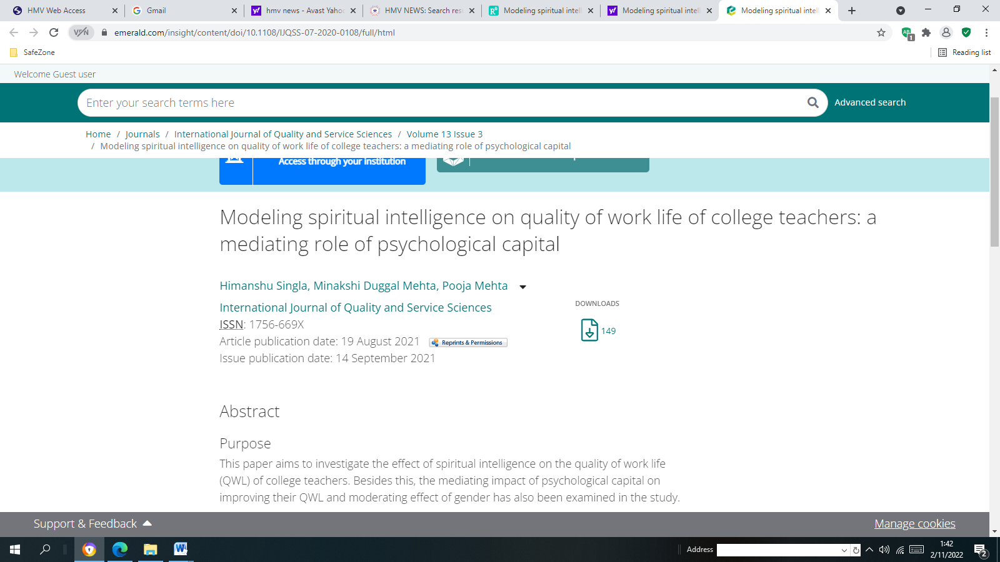 HMV Web Access
Gmail
hmv news - Avast Yahoo
HMV NEWS: Search res
Modeling spiritual intell
Modeling spiritual intell
Modeling spiritual intell
VPN
emerald.com/insight/content/doi/10.1108/IJQSS-07-2020-0108/full/html
1
SafeZone
Reading list
Welcome Guest user
Enter your search terms here
Advanced search
Home / Journals / International Journal of Quality and Service Sciences / Volume 13 Issue 3
/ Modeling spiritual intelligence on quality of work life of college teachers: a mediating role of psychological capital
Access through your institution
Modeling spiritual intelligence on quality of work life of college teachers: a
mediating role of psychological capital
Himanshu Singla, Minakshi Duggal Mehta, Pooja Mehta
International Journal of Quality and Service Sciences
ISSN: 1756-669X
Article publication date: 19 August 2021
Reprints & Permissions
Issue publication date: 14 September 2021
DOWNLOADS
149
Abstract
Purpose
This paper aims to investigate the effect of spiritual intelligence on the quality of work life
(QWL) of college teachers. Besides this, the mediating impact of psychological capital on
improving their QWL and moderating effect of gender has also been examined in the study.
Support & Feedback
Manage cookies
Address
1:42
2/11/2022
2